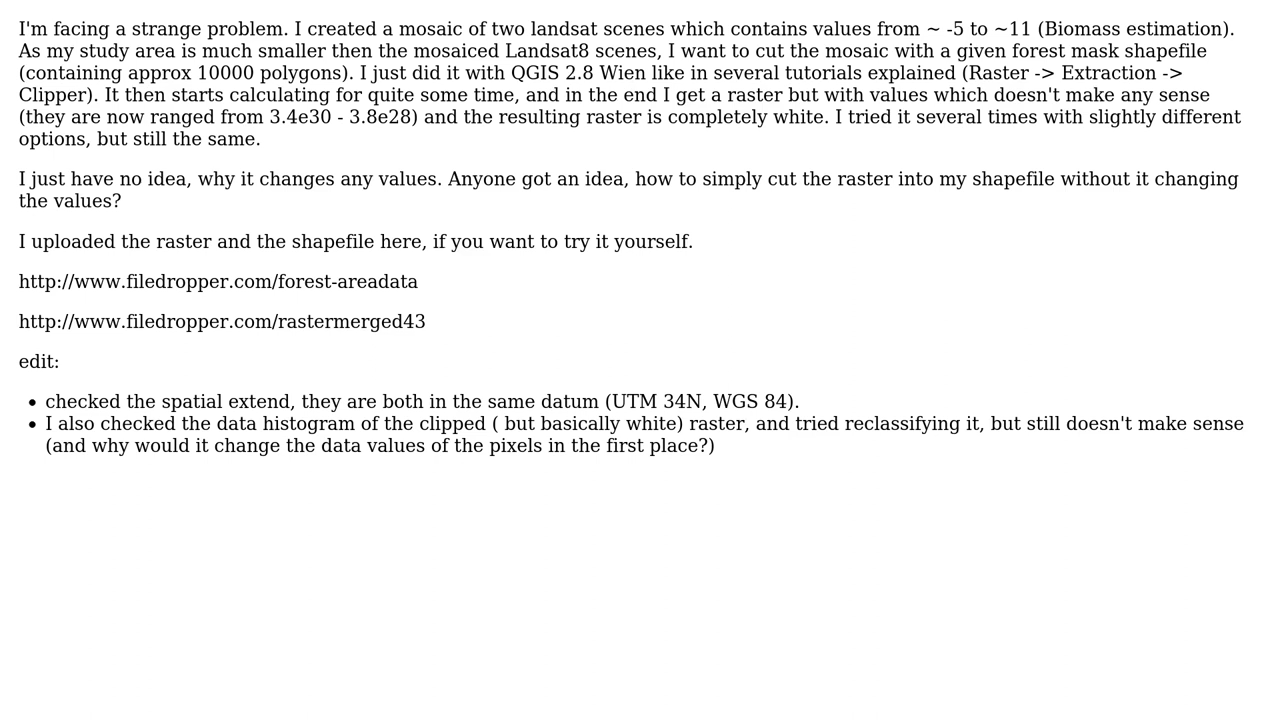 I'm facing a strange problem. I created a mosaic of two landsat scenes which contains values from ~ -5 to ~11 (Biomass estimation).
As my study area is much smaller then the mosaiced Landsat8 scenes, I want to cut the mosaic with a given forest mask shapefile
(containing approx 10000 polygons). I just did it with QGIS 2.8 Wien like in several tutorials explained (Raster -> Extraction ->
Clipper). It then starts calculating for quite some time, and in the end I get a raster but with values which doesn't make any sense
(they are now ranged from 3.4e30 - 3.8e28) and the resulting raster is completely white. I tried it several times with slightly different
options, but still the same.
I just have no idea, why it changes any values. Anyone got an idea, how to simply cut the raster into my shapefile without it changing
the values?
I uploaded the raster and the shapefile here, if you want to try it yourself.
http://www.filedropper.com/forest-areadata
http://www.filedropper.com/rastermerged43
edit:
• checked the spatial extend, they are both in the same datum (UTM 34N, WGS 84).
• I also checked the data histogram of the clipped ( but basically white) raster, and tried reclassifying it, but still doesn't make sense
(and why would it change the data values of the pixels in the first place?)